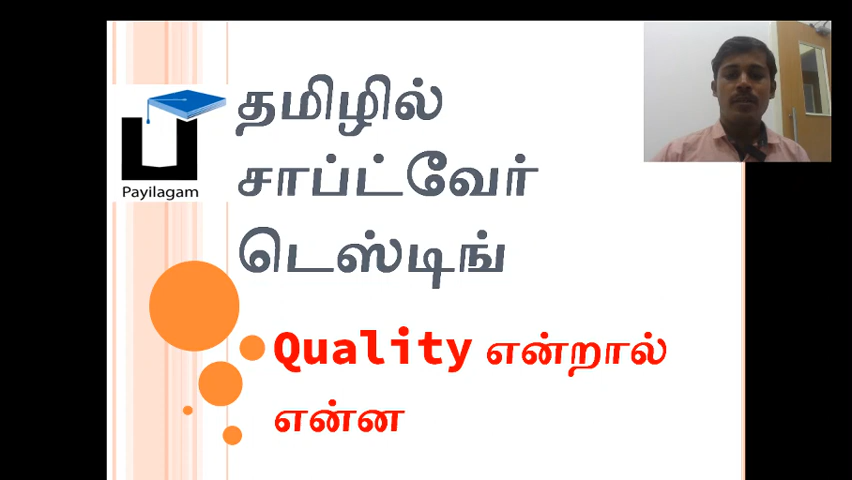 Payilagam
தமிழில்
சாப்ட்வேர்
டெஸ்டிங்
Quality என்றால்
என்ன